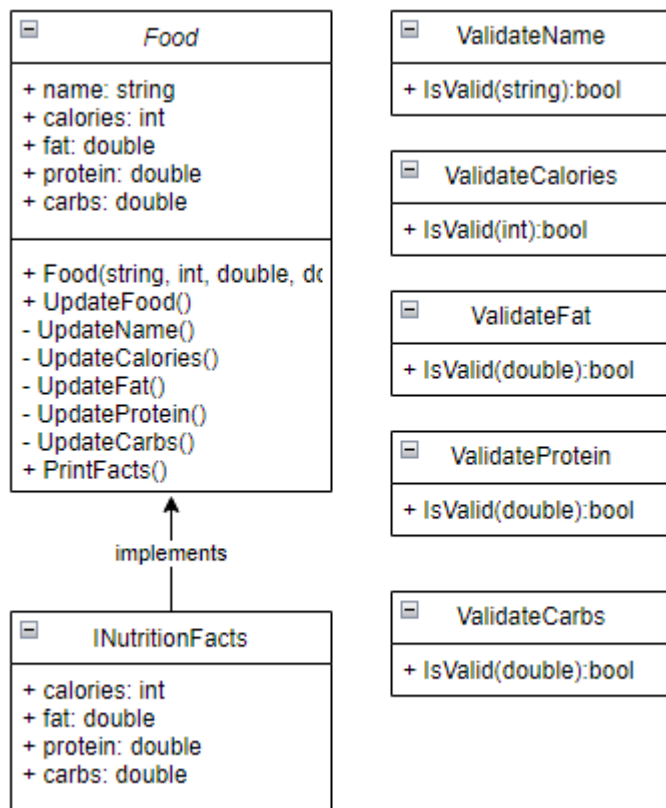 Food
+ name: string
+ calories: int
+ fat: double
+ protein: double
+ carbs: double
+ Food(string, int, double,
+ UpdateFood()
- UpdateName()
- UpdateCalories()
- UpdateFat()
- UpdateProtein()
- UpdateCarbs()
+ PrintFacts()
implements
INutritionFacts
+ calories: int
+ fat: double
+ protein: double
+ carbs: double
ValidateName
+ IsValid(string):bool
ValidateCalories
+ IsValid(int):bool
ValidateFat
+ IsValid(double):bool
ValidateProtein
+ IsValid(double):bool
ValidateCarbs
+ IsValid(double):bool